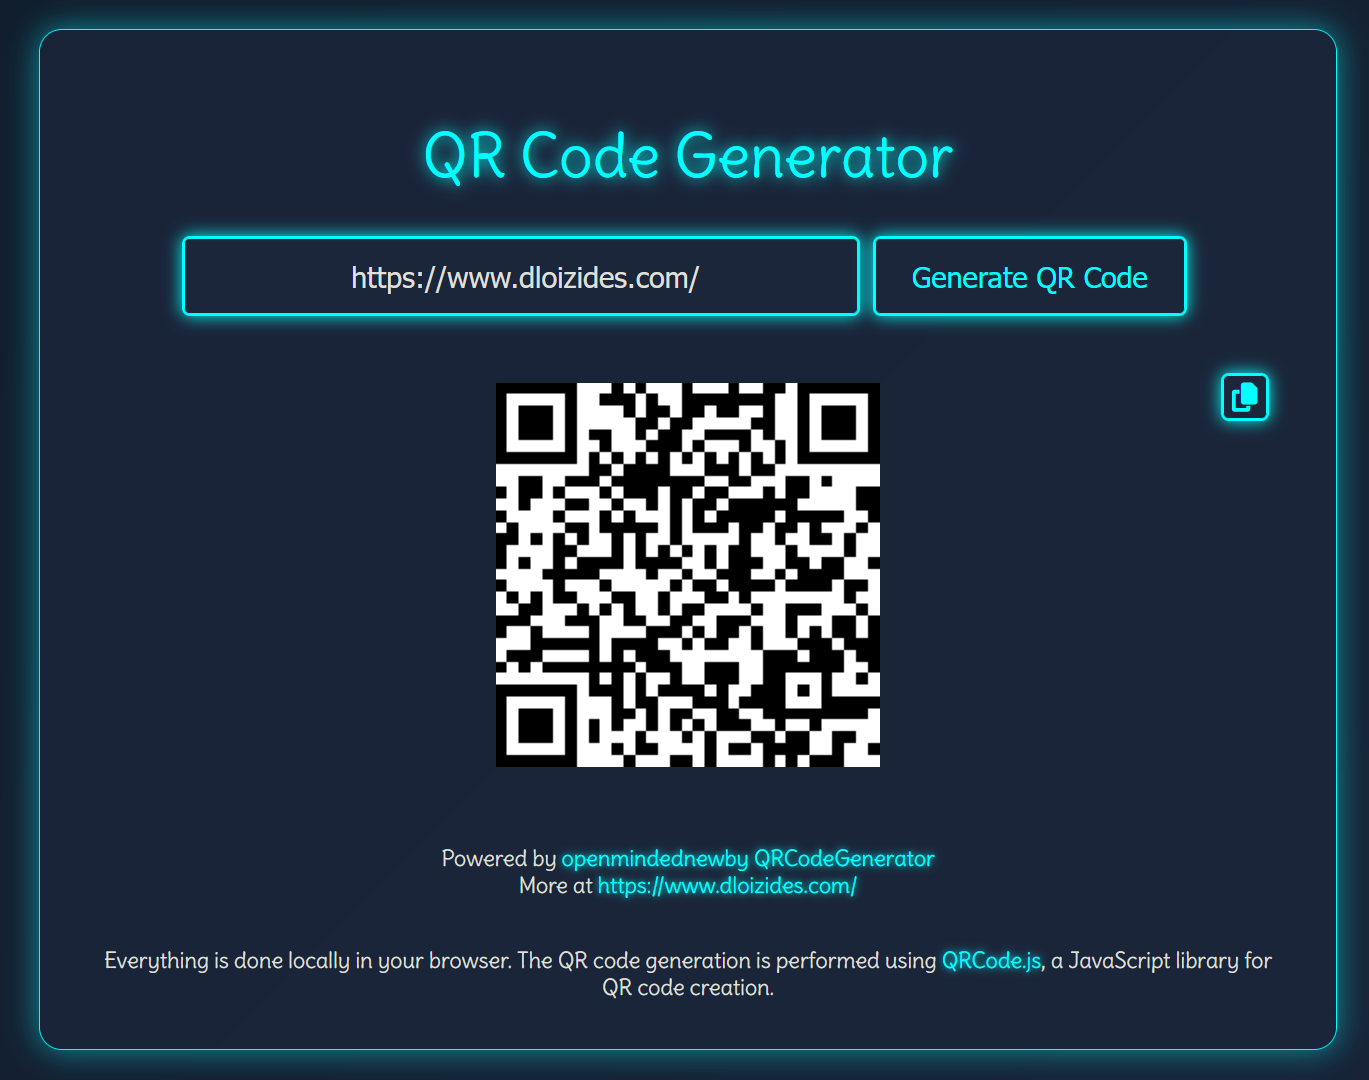 QR Code Generator
https://www.dloizides.com/
Generate QR Code
Powered by openmindednewby QRCodeGenerator
More at https://www.dloizides.com/
Everything is done locally in your browser. The QR code generation is performed using QRCode.js, a JavaScript library for
QR code creation.